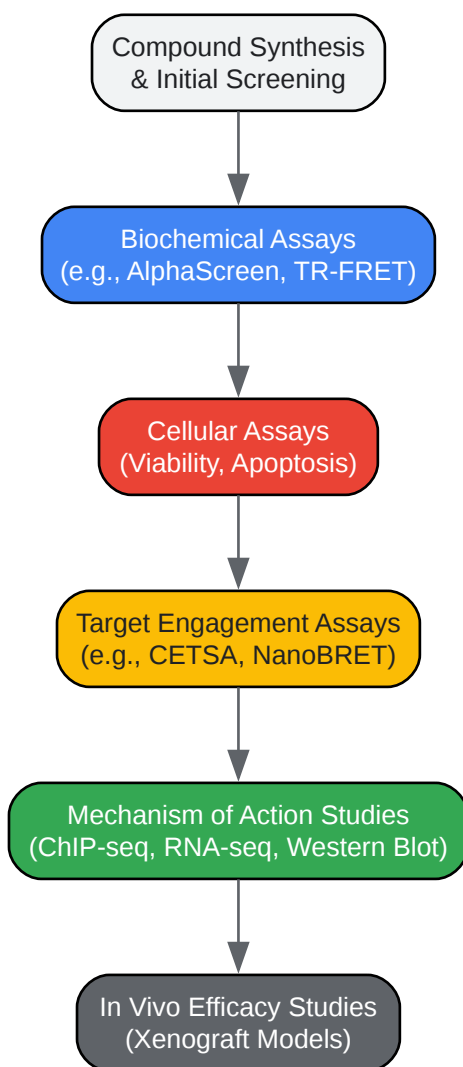 Compound Synthesis
& Initial Screening
Biochemical Assays
(e.g., AlphaScreen, TR-FRET)
Cellular Assays
(Viability, Apoptosis)
Target Engagement Assays
(e.g., CETSA, NanoBRET)
Mechanism of Action Studies
(ChIP-seq, RNA-seq, Western Blot)
In Vivo Efficacy Studies
(Xenograft Models)